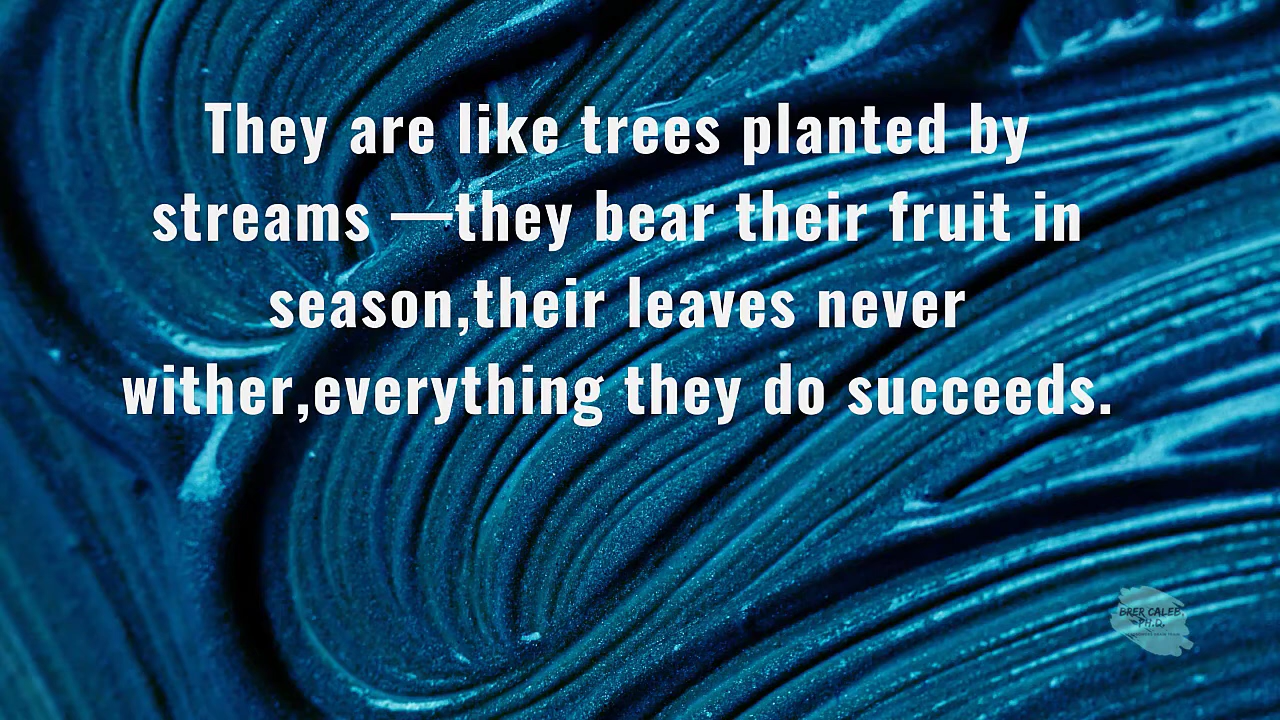 They are like trees planted by
streams —they bear their fruit in
season,their leaves never
wither,everything they do succeeds.
BRER CALEB,
PH.D.